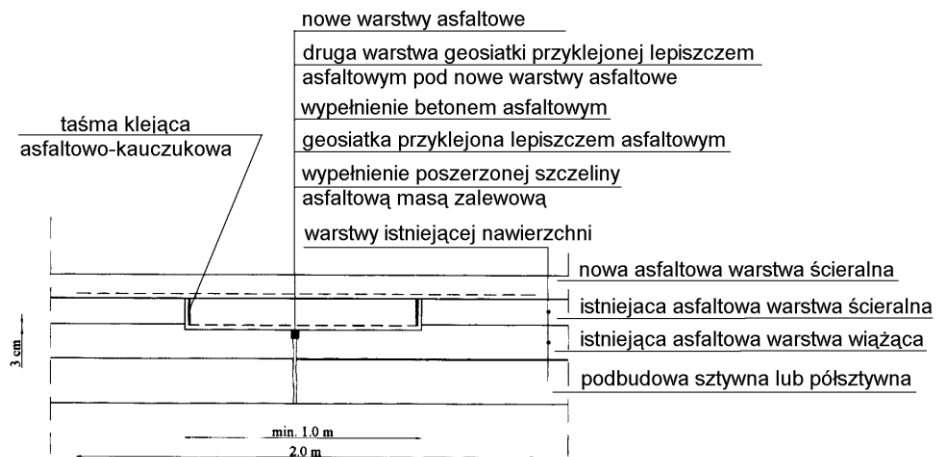 nowe warstwy asfaltowe
druga warstwa geosiatki przyklejonej lepiszczem
asfaltowym pod nowe warstwy asfaltowe
wypełnienie betonem asfaltowym
geosiatka przyklejona lepiszczem asfaltowym
wypełnienie poszerzonej szczeliny
asfaltową masą zalewową
warstwy istniejącej nawierzchni
taśma klejąca
asfaltowo-kauczukowa
nowa asfaltowa warstwa ścieralna
istniejaca asfaltowa warstwa ścieralna
istniejąca asfaltowa warstwa wiążąca
podbudowa sztywna lub półsztywna
3 cm
min. 1.0 m
2.0 m